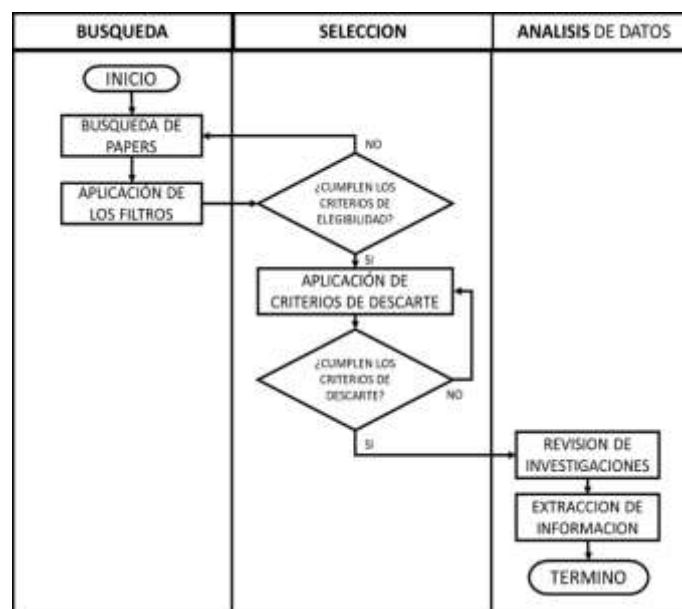 BUSQUEDA
SELECCION
ANALISIS DE DATOS
INICIO
BUSQUEDA DE
PAPERS
APLICACIÓN DE
LOS FILTROS
NO
¿CUMPLEN LOS
CRITERIOS DE
ELEGIBILIDAD?
SI
APLICACIÓN DE
CRITERIOS DE DESCARTE
¿CUMPLEN LOS
CRITERIOS DE
DESCARTE?
NO
SI
REVISION DE
INVESTIGACIONES
EXTRACCION DE
INFORMACION
TERMINO